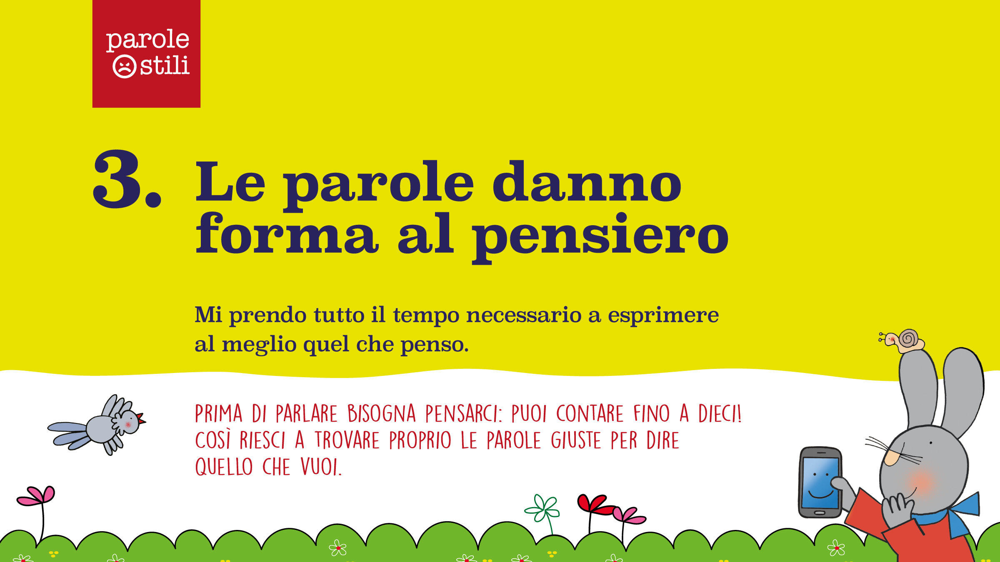 parole
ostili
3. Le parole danno
forma al pensiero
Mi prendo tutto il tempo necessario a esprimere
al meglio quel che penso.
PRIMA DI PARLARE BISOGNA PENSARCI: PUOI CONTARE FINO A DIECI!
COSÌ RIESCI A TROVARE PROPRIO LE PAROLE GIUSTE PER DIRE
QUELLO CHE VUOI.